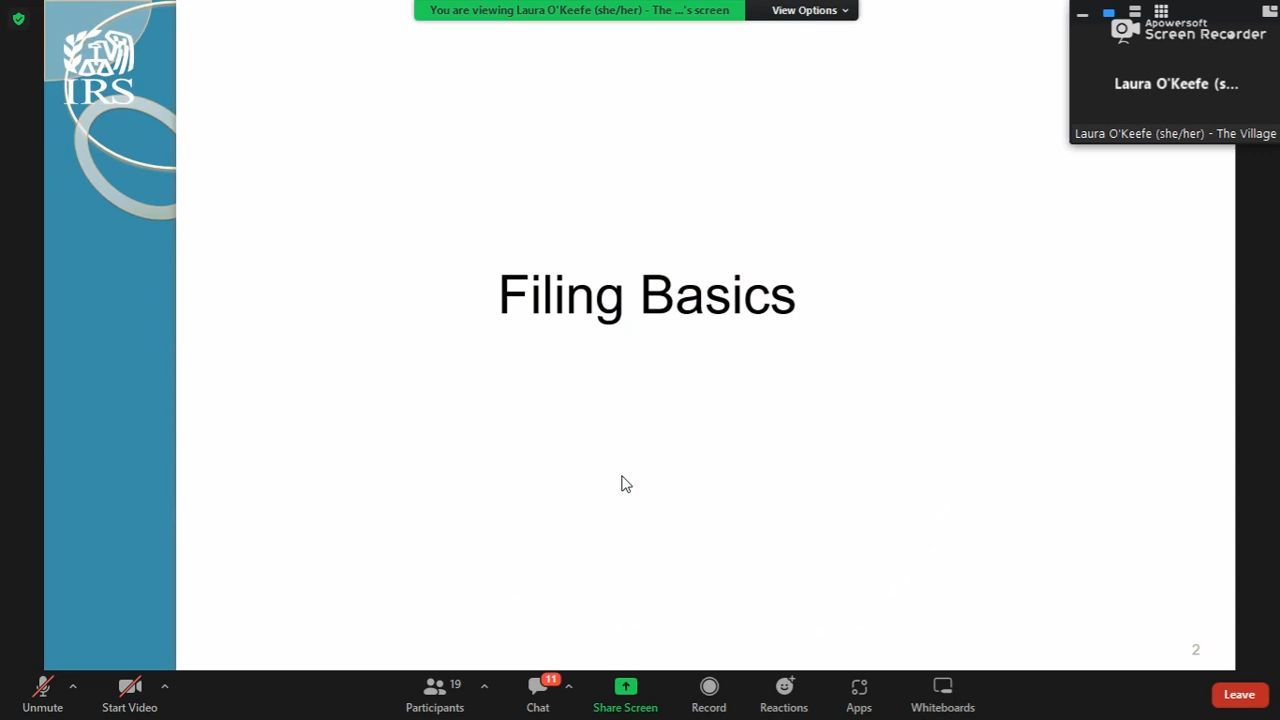 You are viewing Laura O'Keefe (she/her) - The ...'s screen
View Options
Apowersoft
Screen Recorder
Laura O'Keefe (s...
Laura O'Keefe (she/her) - The Village
IRS
Filing Basics
2
Unmute
Start Video
Participants
19
Chat
11
Share Screen
Record
Reactions
Apps
Whiteboards
Leave